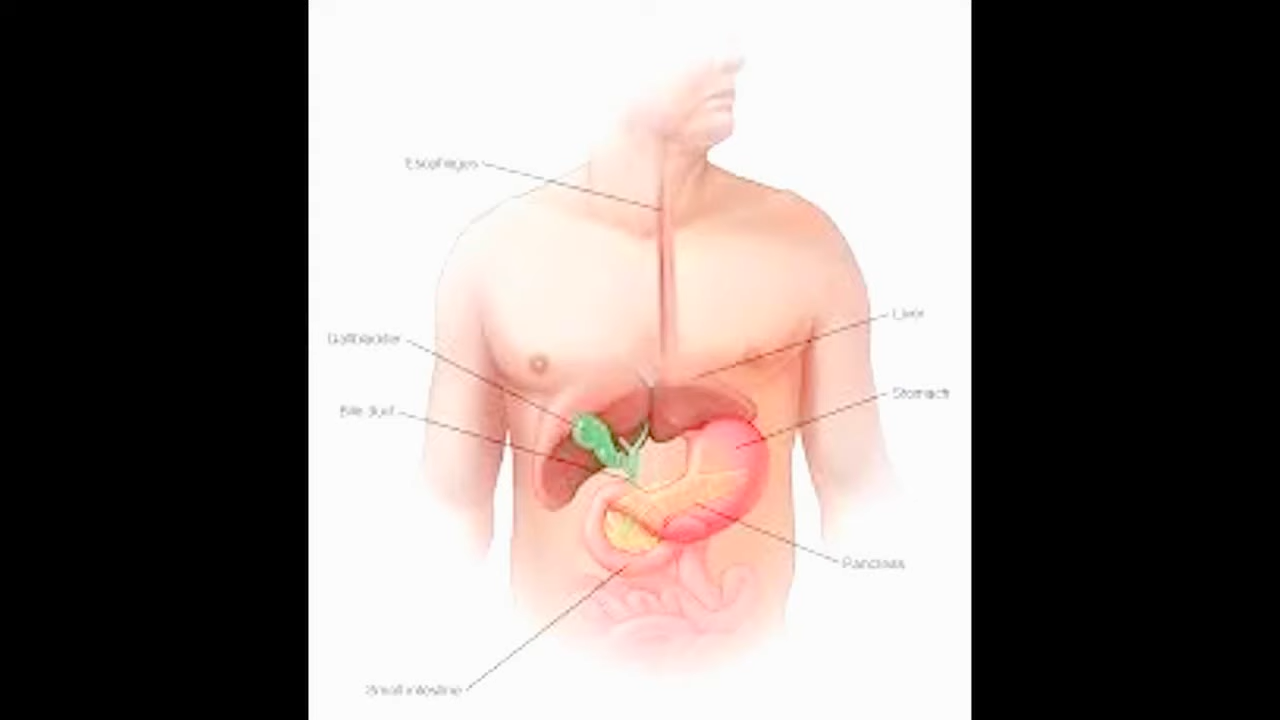 Esophagus
Liver
Gallbladder
Stomach
Bile duct
Pancreas
Small intestine